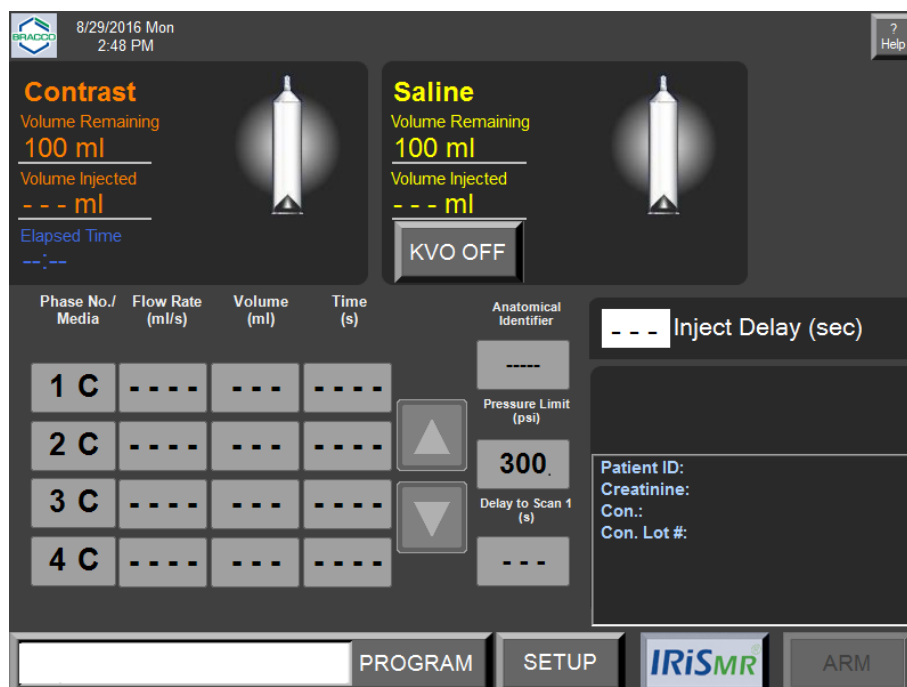 BRACCO
8/29/2016 Mon
2:48 PM
?
Help
Contrast
Volume Remaining
100 ml
Volume Injected
- - - ml
Elapsed Time
--:--
Saline
Volume Remaining
100 ml
Volume Injected
- - - ml
KVO OFF
Phase No./ Media
Flow Rate (ml/s)
Volume (ml)
Time (s)
1 C - - - - - - - - - - -
2 C - - - - - - - - - - -
3 C - - - - - - - - - - -
4 C - - - - - - - - - - -
Anatomical
Identifier
-----
Pressure Limit
(psi)
300.
Delay to Scan 1
(s)
- - -
- - - Inject Delay (sec)
Patient ID:
Creatinine:
Con.:
Con. Lot #:
PROGRAM
SETUP
IRiSMR
ARM